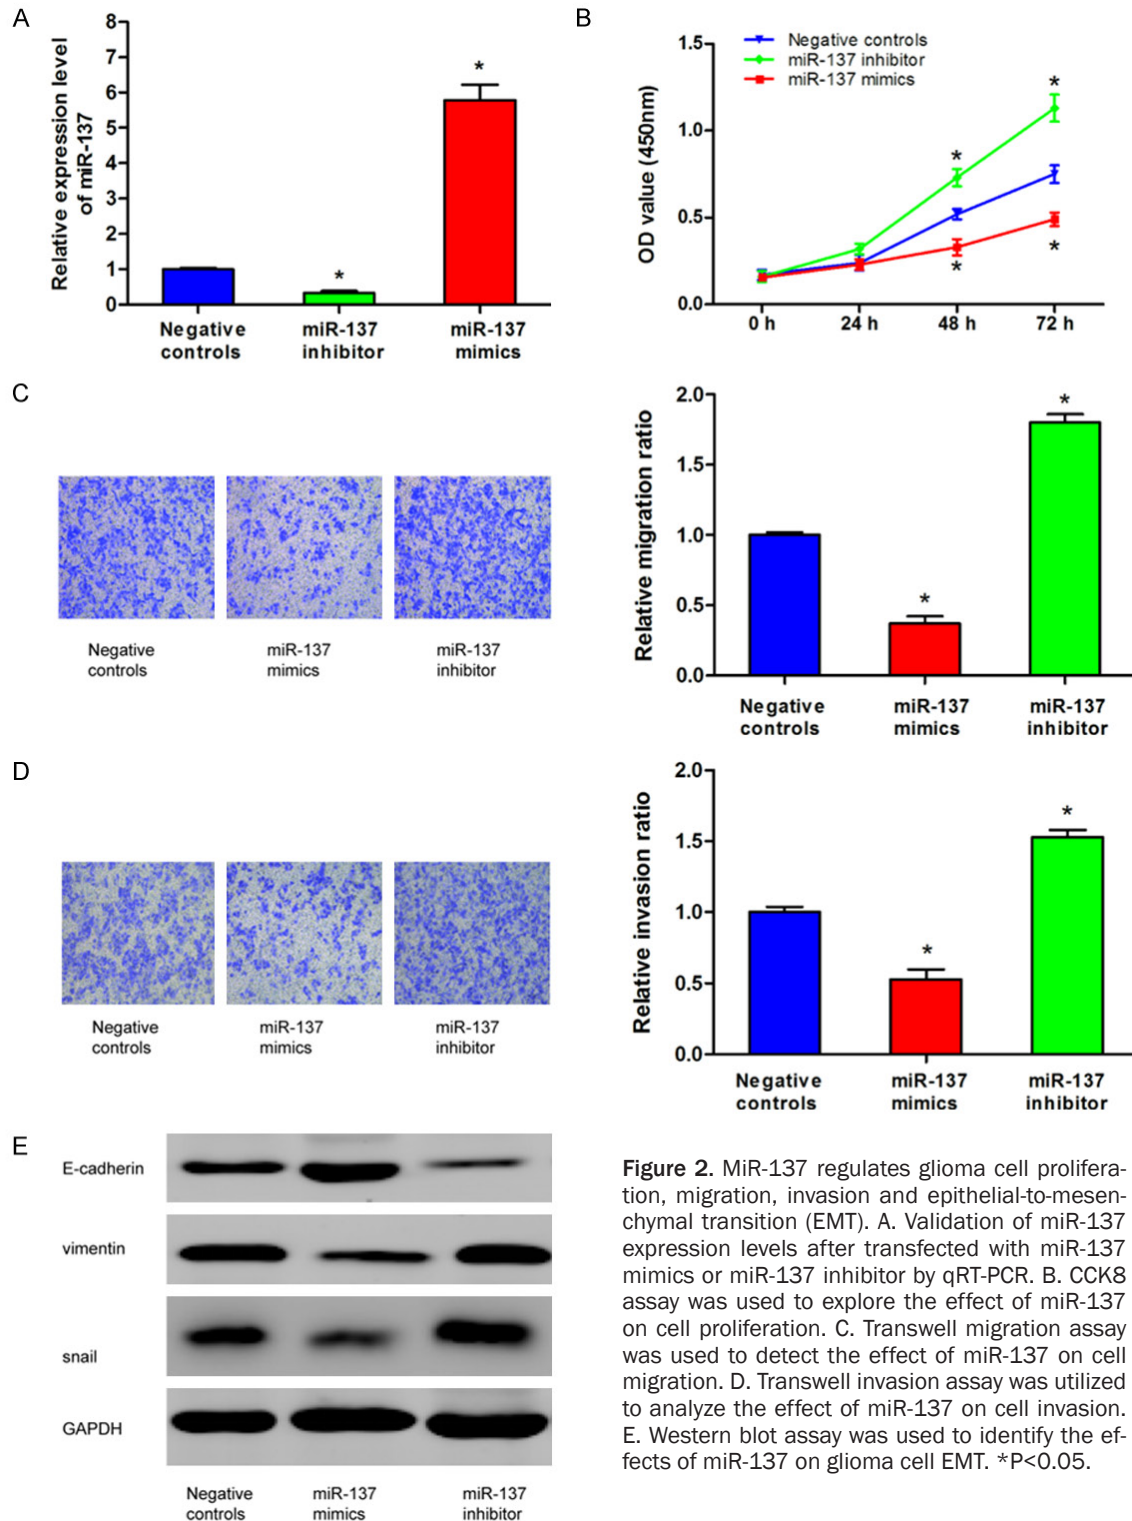 A
8
7
6
5
4
3
2
1
0
Relative expression level
of miR-137
*
*
Negative
controls
miR-137
inhibitor
miR-137
mimics
B
Negative controls
miR-137 inhibitor
miR-137 mimics
1.5
1.0
0.5
0.0
OD value (450nm)
*
*
*
*
0 h
24 h
48 h
72 h
C
Negative
controls
miR-137
mimics
miR-137
inhibitor
2.0
1.5
1.0
0.5
0.0
Relative migration ratio
*
*
Negative
controls
miR-137
mimics
miR-137
inhibitor
D
Negative
controls
miR-137
mimics
miR-137
inhibitor
2.0
1.5
1.0
0.5
0.0
Relative invasion ratio
*
*
Negative
controls
miR-137
mimics
miR-137
inhibitor
E
E-cadherin
vimentin
snail
GAPDH
Negative
controls
miR-137
mimics
miR-137
inhibitor
Figure 2. MiR-137 regulates glioma cell prolifera-
tion, migration, invasion and epithelial-to-mesen-
chymal transition (EMT). A. Validation of miR-137
expression levels after transfected with miR-137
mimics or miR-137 inhibitor by qRT-PCR. B. CCK8
assay was used to explore the effect of miR-137
on cell proliferation. C. Transwell migration assay
was used to detect the effect of miR-137 on cell
migration. D. Transwell invasion assay was utilized
to analyze the effect of miR-137 on cell invasion.
E. Western blot assay was used to identify the ef-
fects of miR-137 on glioma cell EMT. *P<0.05.